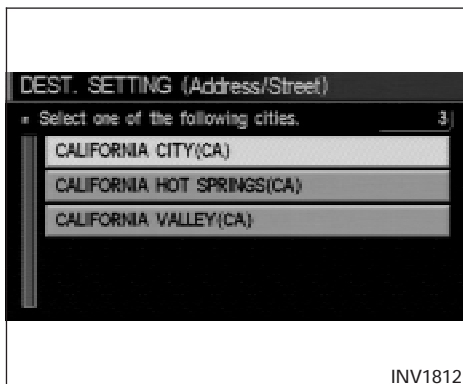 DEST. SETTING (Address/Street)
Select one of the following cities. 3
CALIFORNIA CITY(CA)
CALIFORNIA HOT SPRINGS(CA)
CALIFORNIA VALLEY(CA)
INV1812